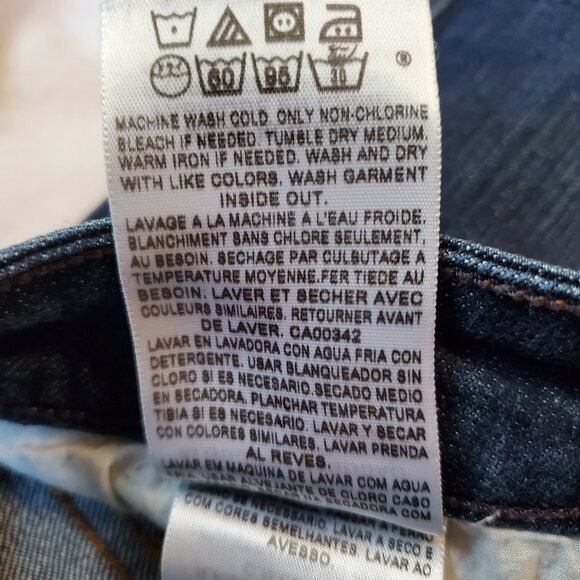 60 95 30
®
MACHINE WASH COLD. ONLY NON-CHLORINE
BLEACH IF NEEDED. TUMBLE DRY MEDIUM.
WARM IRON IF NEEDED. WASH AND DRY
WITH LIKE COLORS. WASH GARMENT
INSIDE OUT.
LAVAGE A LA MACHINE A L'EAU FROIDE.
BLANCHIMENT SANS CHLORE SEULEMENT,
AU BESOIN. SECHAGE PAR CULBUTAGE A
TEMPERATURE MOYENNE.FER TIEDE AU
BESOIN. LAVER ET SECHER AVEC
COULEURS SIMILAIRES. RETOURNER AVANT
DE LAVER. CA00342
LAVAR EN LAVADORA CON AGUA FRIA CON
DETERGENTE. USAR BLANQUEADOR SIN
CLORO SI ES NECESARIO.SECADO MEDIO
EN SECADORA. PLANCHAR TEMPERATURA
TIBIA SI ES NECESARIO. LAVAR Y SECAR
CON COLORES SIMILARES. LAVAR PRENDA
AL REVES.
LAVAR EM MAQUINA DE LAVAR COM AGUA
ALVEJANTE DE CLORO CASO
COM CORES SEMELHANTES. LAVAR AO
AVESSO